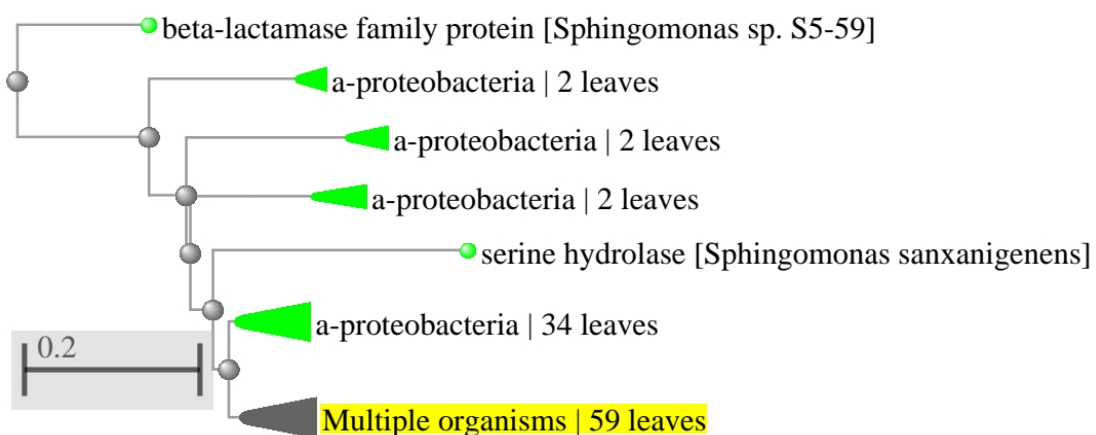 beta-lactamase family protein [Sphingomonas sp. S5-59]
a-proteobacteria | 2 leaves
a-proteobacteria | 2 leaves
a-proteobacteria | 2 leaves
serine hydrolase [Sphingomonas sanxanigenens]
a-proteobacteria | 34 leaves
0.2
Multiple organisms | 59 leaves